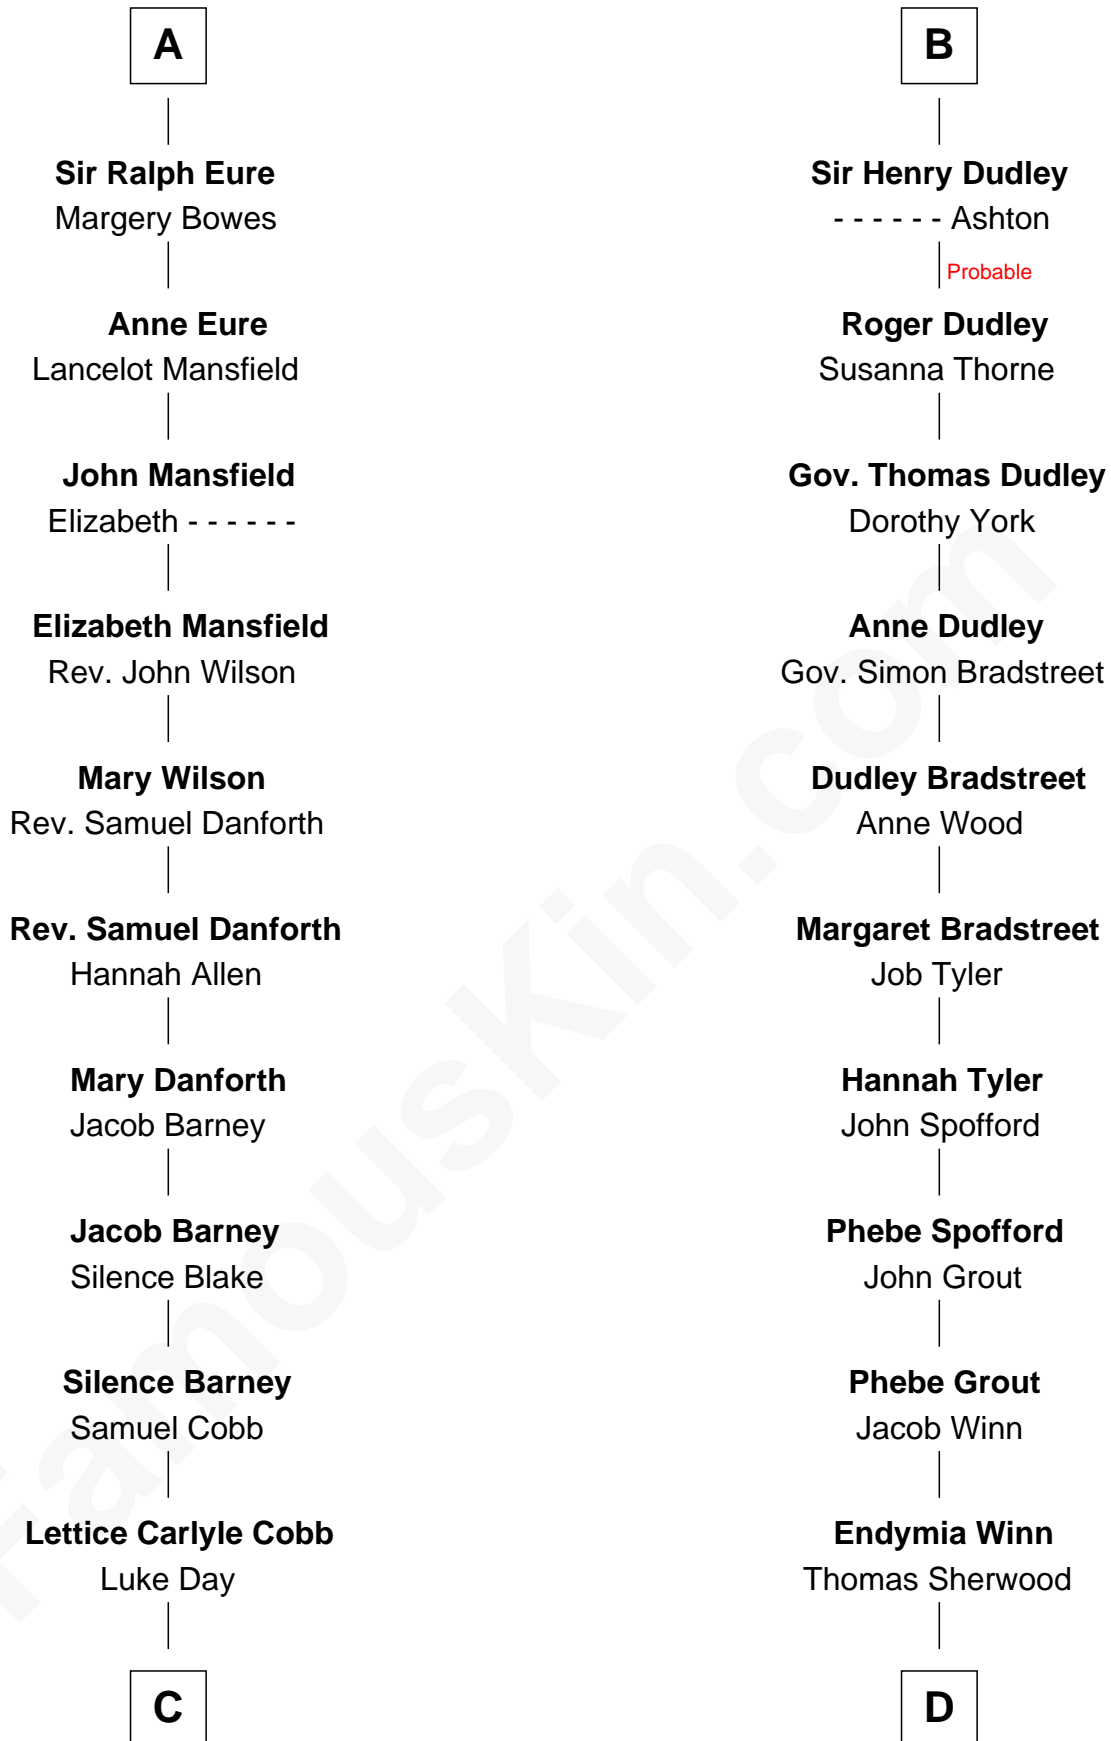 A
Sir Ralph Eure
Margery Bowes
Anne Eure
Lancelot Mansfield
John Mansfield
Elizabeth - - - - - -
Elizabeth Mansfield
Rev. John Wilson
Mary Wilson
Rev. Samuel Danforth
Rev. Samuel Danforth
Hannah Allen
Mary Danforth
Jacob Barney
Jacob Barney
Silence Blake
Silence Barney
Samuel Cobb
Lettice Carlyle Cobb
Luke Day
C
B
Sir Henry Dudley
- - - - - - Ashton
Probable
Roger Dudley
Susanna Thorne
Gov. Thomas Dudley
Dorothy York
Anne Dudley
Gov. Simon Bradstreet
Dudley Bradstreet
Anne Wood
Margaret Bradstreet
Job Tyler
Hannah Tyler
John Spofford
Phebe Spofford
John Grout
Phebe Grout
Jacob Winn
Endymia Winn
Thomas Sherwood
D
FamousKin.com